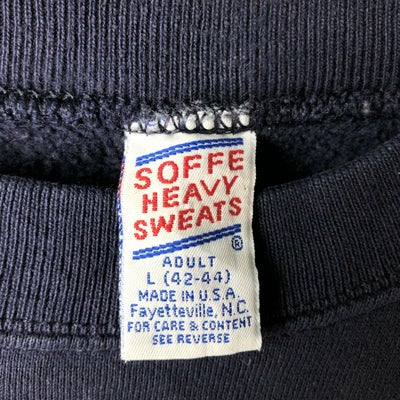 SOFFE
HEAVY
SWEATS
®
ADULT
L (42-44)
MADE IN U.S.A.
Fayetteville, N.C.
FOR CARE & CONTENT
SEE REVERSE